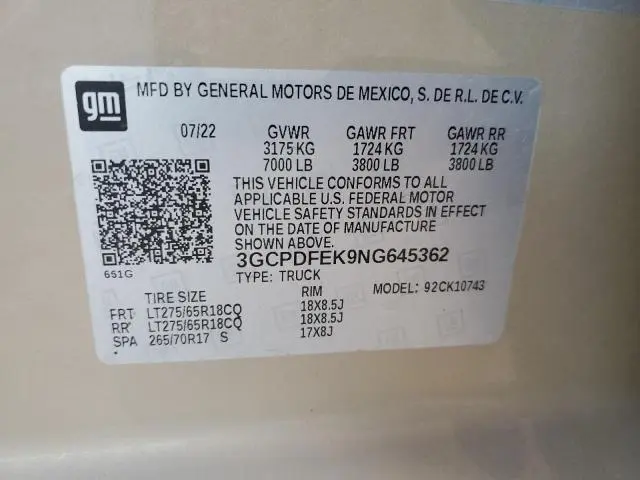 gm
MFD BY GENERAL MOTORS DE MEXICO, S. DE R.L. DE C.V.
07/22 GVWR GAWR FRT GAWR RR
3175 KG 1724 KG 1724 KG
7000 LB 3800 LB 3800 LB
THIS VEHICLE CONFORMS TO ALL
APPLICABLE U.S. FEDERAL MOTOR
VEHICLE SAFETY STANDARDS IN EFFECT
ON THE DATE OF MANUFACTURE
SHOWN ABOVE.
3GCPDFEK9NG645362
6S1G
TYPE: TRUCK MODEL: 92CK10743
TIRE SIZE RIM
FRT LT275/65R18CQ 18X8.5J
RR LT275/65R18CQ 18X8.5J
SPA 265/70R17 S 17X8J